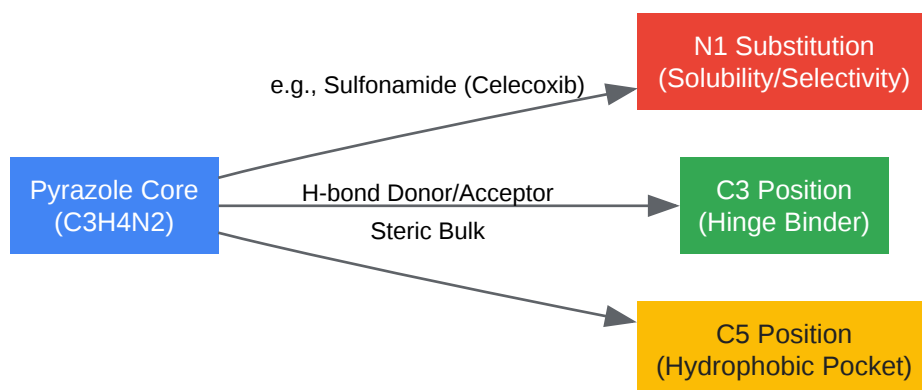 N1 Substitution
(Solubility/Selectivity)
e.g., Sulfonamide (Celecoxib)
Pyrazole Core
(C3H4N2)
H-bond Donor/Acceptor
C3 Position
(Hinge Binder)
Steric Bulk
C5 Position
(Hydrophobic Pocket)